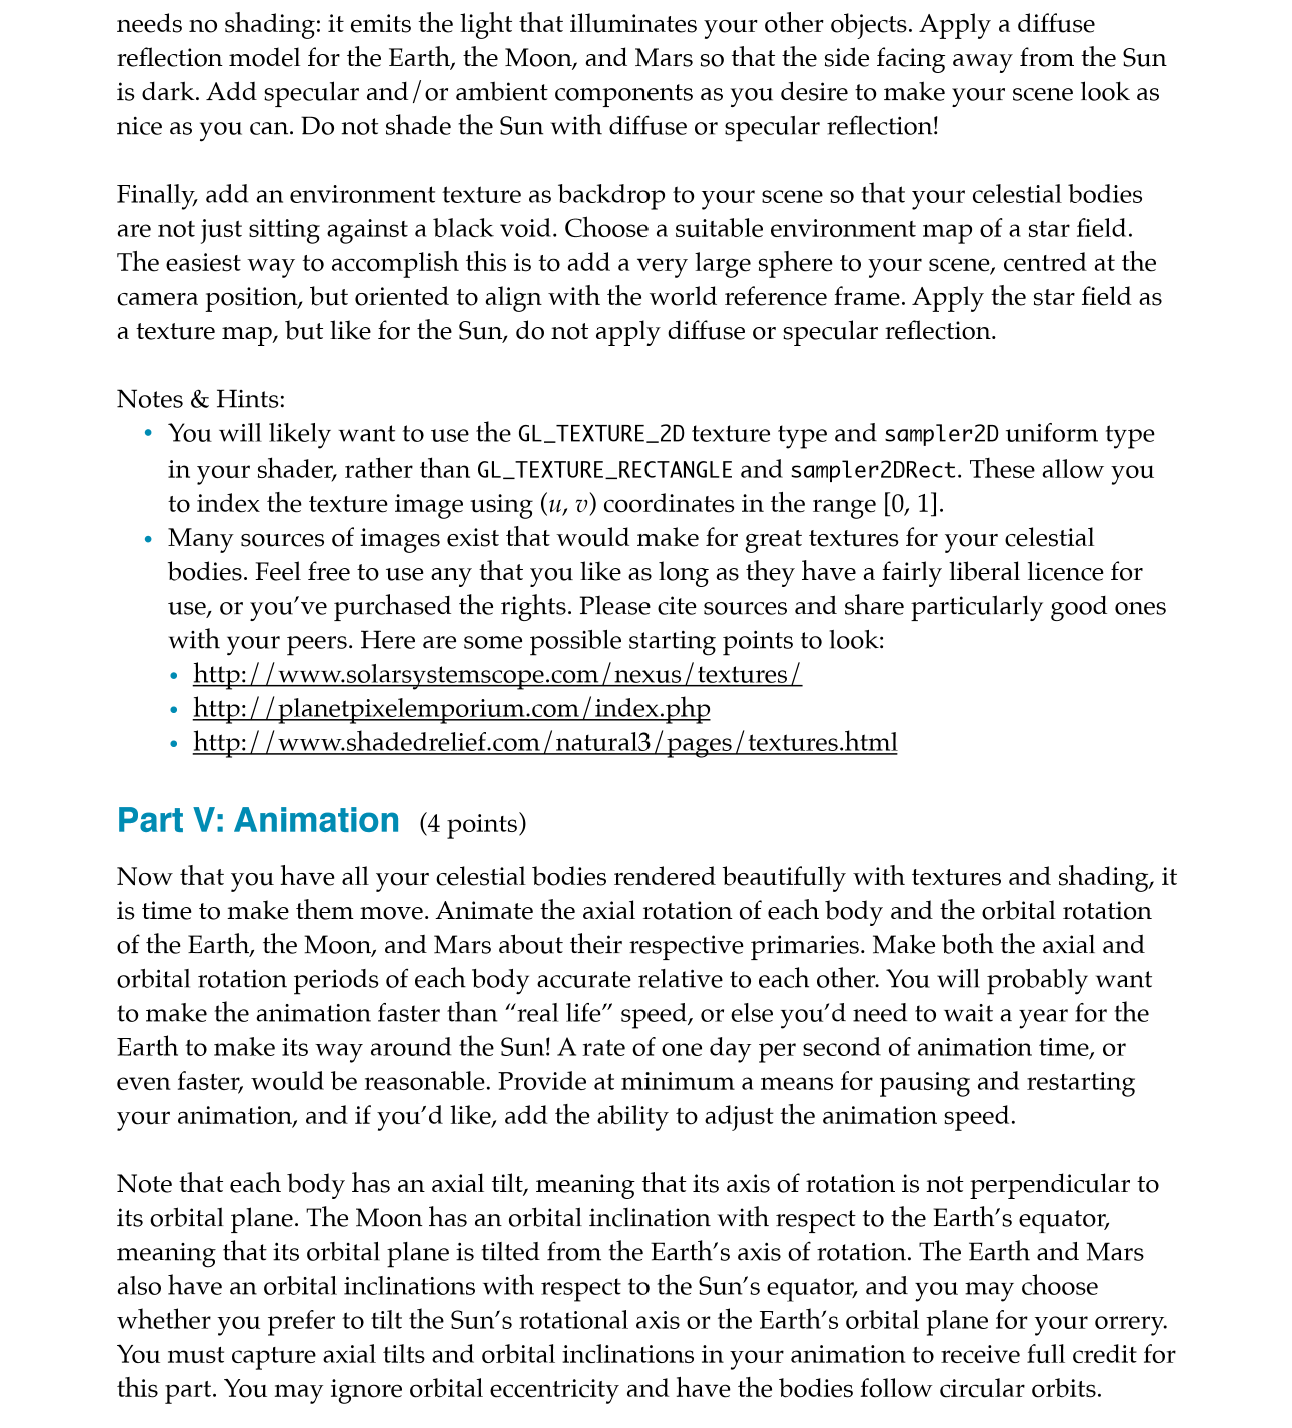 needs no shading: it emits the light that illuminates your other objects. Apply a diffuse
reflection model for the Earth, the Moon, and Mars so that the side facing away from the Sun
is dark. Add specular and/or ambient components as you desire to make your scene look as
nice as you can. Do not shade the Sun with diffuse or specular reflection!
Finally, add an environment texture as backdrop to your scene so that your celestial bodies
are not just sitting against a black void. Choose a suitable environment map of a star field.
The easiest way to accomplish this is to add a very large sphere to your scene, centred at the
camera position, but oriented to align with the world reference frame. Apply the star field as
a texture map, but like for the Sun, do not apply diffuse or specular reflection.
Notes & Hints:
• You will likely want to use the GL_TEXTURE_2D texture type and sampler2D uniform type
in your shader, rather than GL_TEXTURE_RECTANGLE and sampler2DRect. These allow you
to index the texture image using (u, v) coordinates in the range [0, 1].
• Many sources of images exist that would make for great textures for your celestial
bodies. Feel free to use any that you like as long as they have a fairly liberal licence for
use, or you've purchased the rights. Please cite sources and share particularly good ones
with your peers. Here are some possible starting points to look:
• http://www.solarsystemscope.com/nexus/textures/
• http://planetpixelemporium.com/index.php
• http://www.shadedrelief.com/natural3/pages/textures.html
Part V: Animation (4 points)
Now that you have all your celestial bodies rendered beautifully with textures and shading, it
is time to make them move. Animate the axial rotation of each body and the orbital rotation
of the Earth, the Moon, and Mars about their respective primaries. Make both the axial and
orbital rotation periods of each body accurate relative to each other. You will probably want
to make the animation faster than “real life” speed, or else you'd need to wait a year for the
Earth to make its way around the Sun! A rate of one day per second of animation time, or
even faster, would be reasonable. Provide at minimum a means for pausing and restarting
your animation, and if you'd like, add the ability to adjust the animation speed.
Note that each body has an axial tilt, meaning that its axis of rotation is not perpendicular to
its orbital plane. The Moon has an orbital inclination with respect to the Earth's equator,
meaning that its orbital plane is tilted from the Earth's axis of rotation. The Earth and Mars
also have an orbital inclinations with respect to the Sun's equator, and you may choose
whether you prefer to tilt the Sun's rotational axis or the Earth's orbital plane for your orrery.
You must capture axial tilts and orbital inclinations in your animation to receive full credit for
this part. You may ignore orbital eccentricity and have the bodies follow circular orbits.